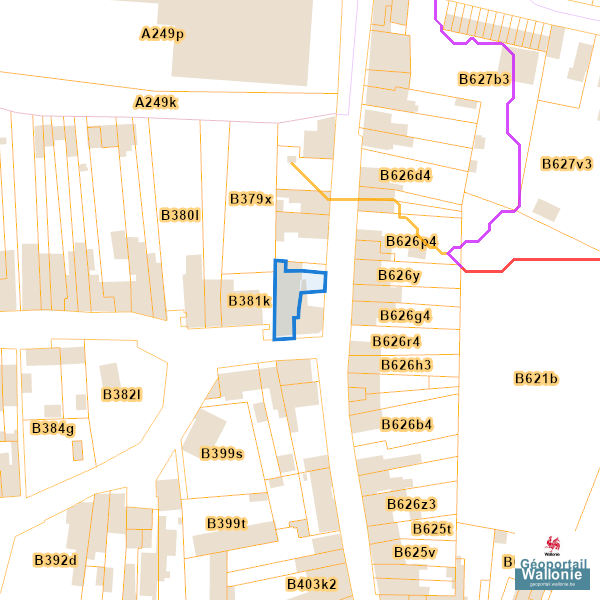 A249p
B627b3
A249k
B627v3
B626d4
B379x
B380l
B626p4
B626y
B381k
B626g4
B626r4
B626h3
B621b
B382l
B384g
B626b4
B399s
B626z3
B399t
B625t
B625v
B392d
B403k2
Wallonie
Géoportail
Wallonie
geoportail.wallonie.be